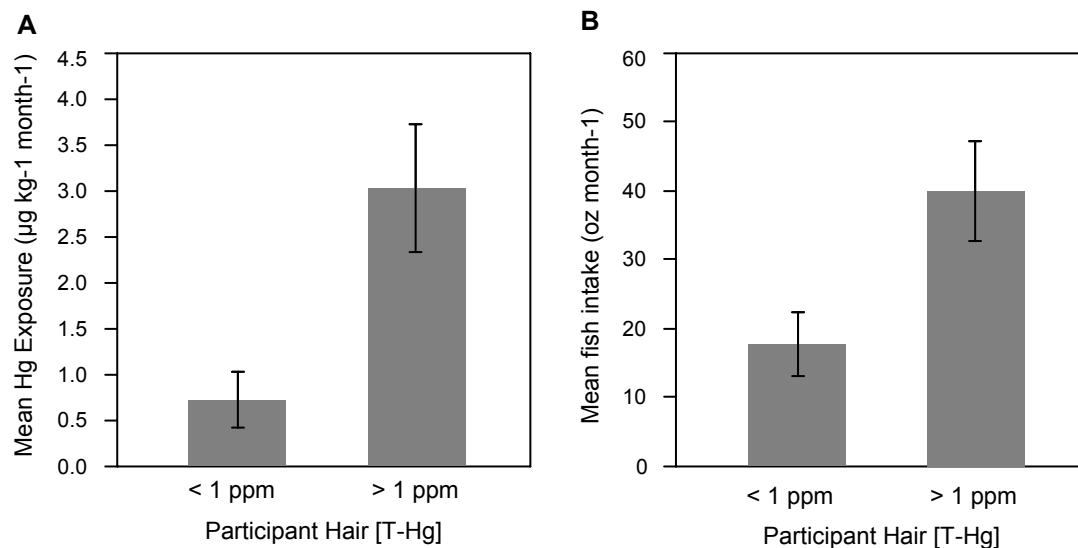 A
Mean Hg Exposure (µg kg-1 month-1)
4.5
4.0
3.5
3.0
2.5
2.0
1.5
1.0
0.5
0.0
< 1 ppm
> 1 ppm
Participant Hair [T-Hg]
B
Mean fish intake (oz month-1)
60
50
40
30
20
10
0
< 1 ppm
> 1 ppm
Participant Hair [T-Hg]